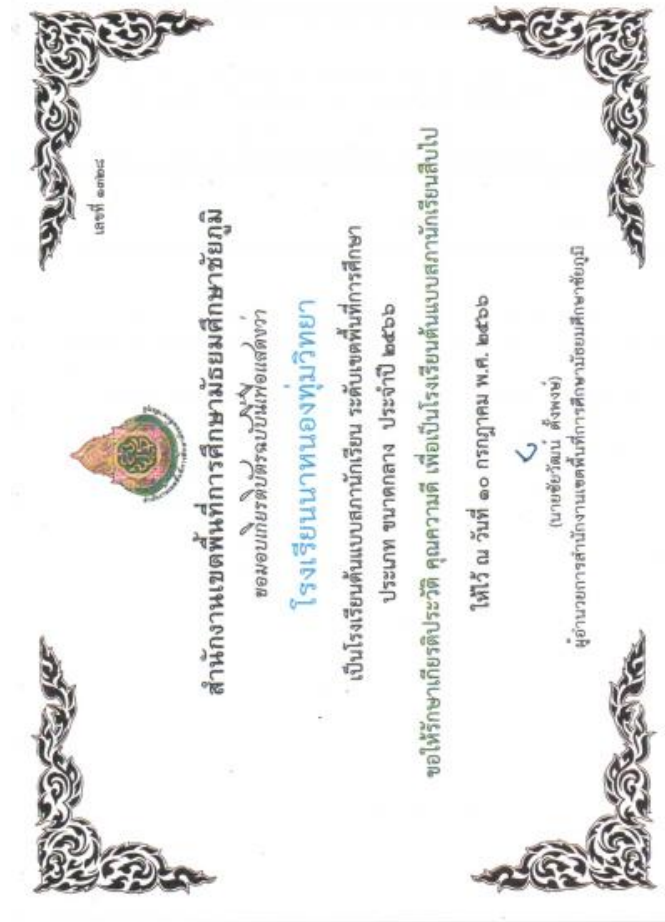 เลขที่ ๑๓๒๘
สำนักงานเขตพื้นที่การศึกษามัธยมศึกษาชัยภูมิ
ขอมอบเกียรติบัตรฉบับนี้เพื่อแสดงว่า
โรงเรียนนาหนองทุ่มวิทยา
เป็นโรงเรียนต้นแบบสภานักเรียน ระดับเขตพื้นที่การศึกษา
ประเภท ขนาดกลาง ประจำปี ๒๕๖๖
ขอให้รักษาเกียรติประวัติ คุณความดี เพื่อเป็นโรงเรียนต้นแบบสภานักเรียนสืบไป
ให้ไว้ ณ วันที่ ๑๐ กรกฎาคม พ.ศ. ๒๕๖๖
(นายชัยวัฒน์ ตั้งพงษ์)
ผู้อำนวยการสำนักงานเขตพื้นที่การศึกษามัธยมศึกษาชัยภูมิ